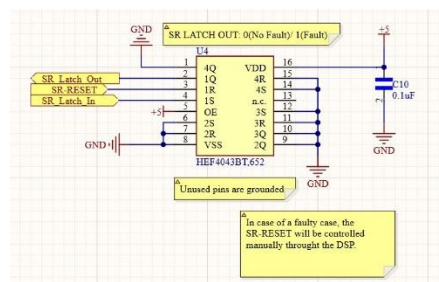 GND
SR LATCH OUT: 0(No Fault)/ 1(Fault)
+5
U4
1 4Q VDD 16
SR_Latch_Out 2 1Q 4R 15
SR-RESET 3 1R 4S 14
SR_Latch_In 4 1S n.c. 13
+5 5 OE 3S 12
6 2S 3R 11
7 2R 3Q 10
GND 8 VSS 2Q 9
HEF4043BT,652
C10
0.1uF
2
GND
GND
Unused pins are grounded
In case of a faulty case, the
SR-RESET will be controlled
manually throught the DSP.